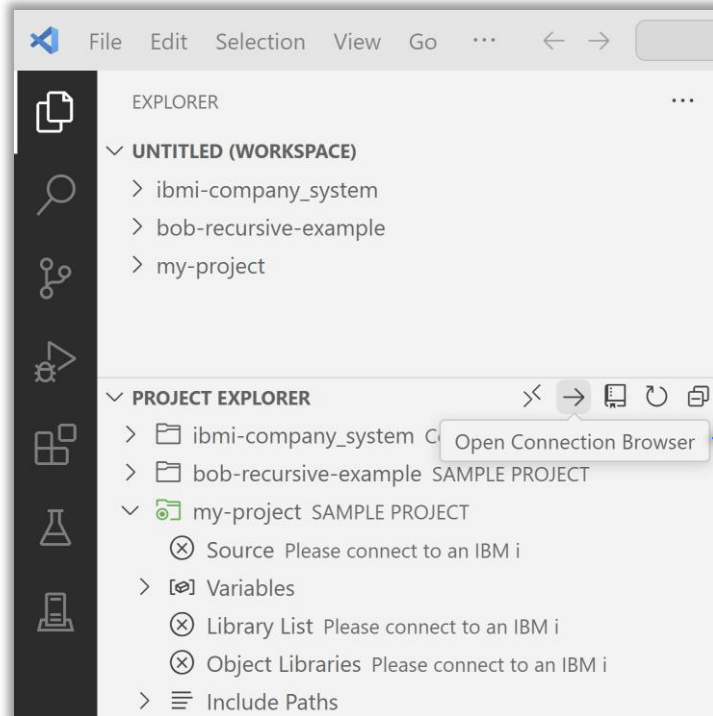 File Edit Selection View Go ···
EXPLORER ···
UNTITLED (WORKSPACE)
ibmi-company_system
bob-recursive-example
my-project
PROJECT EXPLORER
ibmi-company_system
Open Connection Browser
bob-recursive-example SAMPLE PROJECT
my-project SAMPLE PROJECT
Source Please connect to an IBM i
Variables
Library List Please connect to an IBM i
Object Libraries Please connect to an IBM i
Include Paths